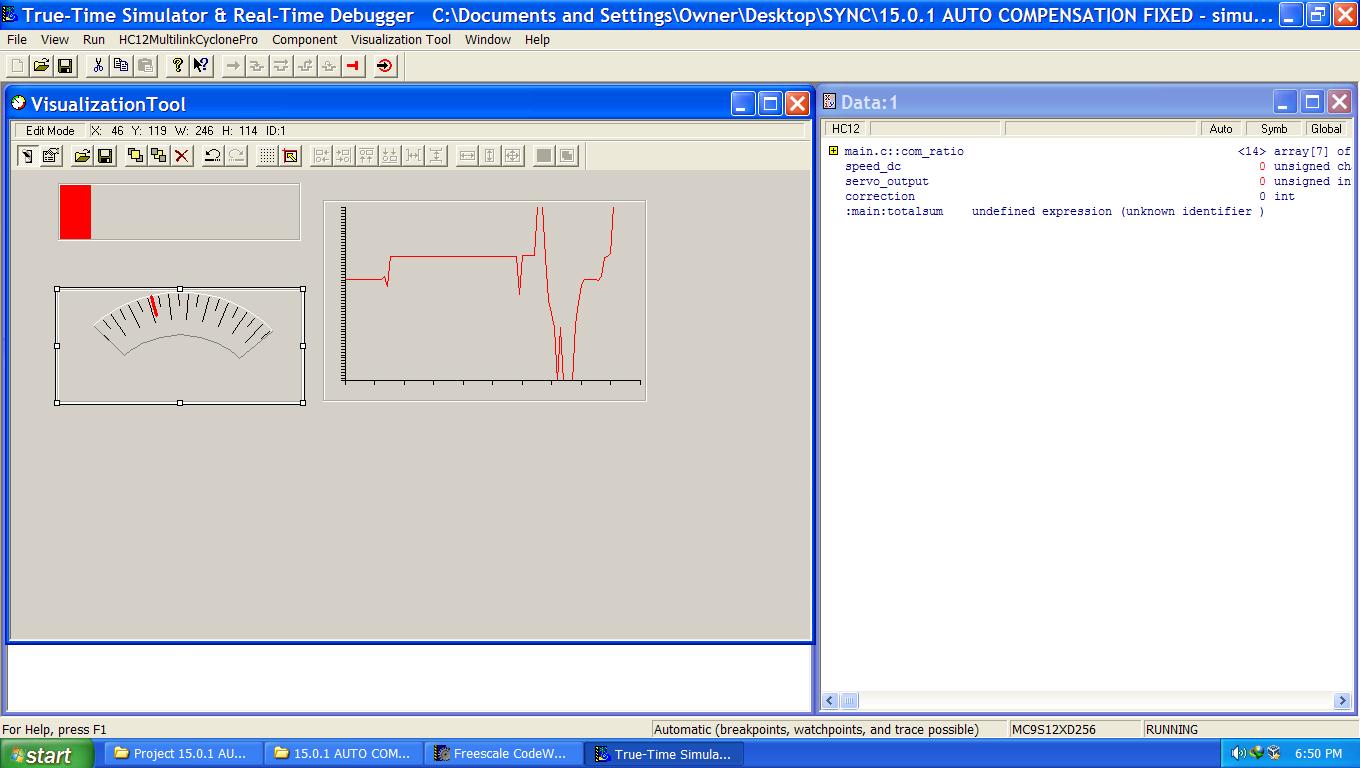 True-Time Simulator & Real-Time Debugger C:\Documents and Settings\Owner\Desktop\SYNC\15.0.1 AUTO COMPENSATION FIXED - simu...
File View Run HC12MultilinkCyclonePro Component Visualization Tool Window Help
VisualizationTool
Edit Mode X: 46 Y: 119 W: 246 H: 114 ID:1
Data:1
HC12 Auto Symb Global
main.c::com_ratio <14> array[7] of
speed_dc 0 unsigned cha
servo_output 0 unsigned in
correction 0 int
:main:totalsum undefined expression (unknown identifier )
For Help, press F1 Automatic (breakpoints, watchpoints, and trace possible) MC9S12XD256 RUNNING
start Project 15.0.1 AU... 15.0.1 AUTO COM... Freescale CodeW... True-Time Simula... 6:50 PM